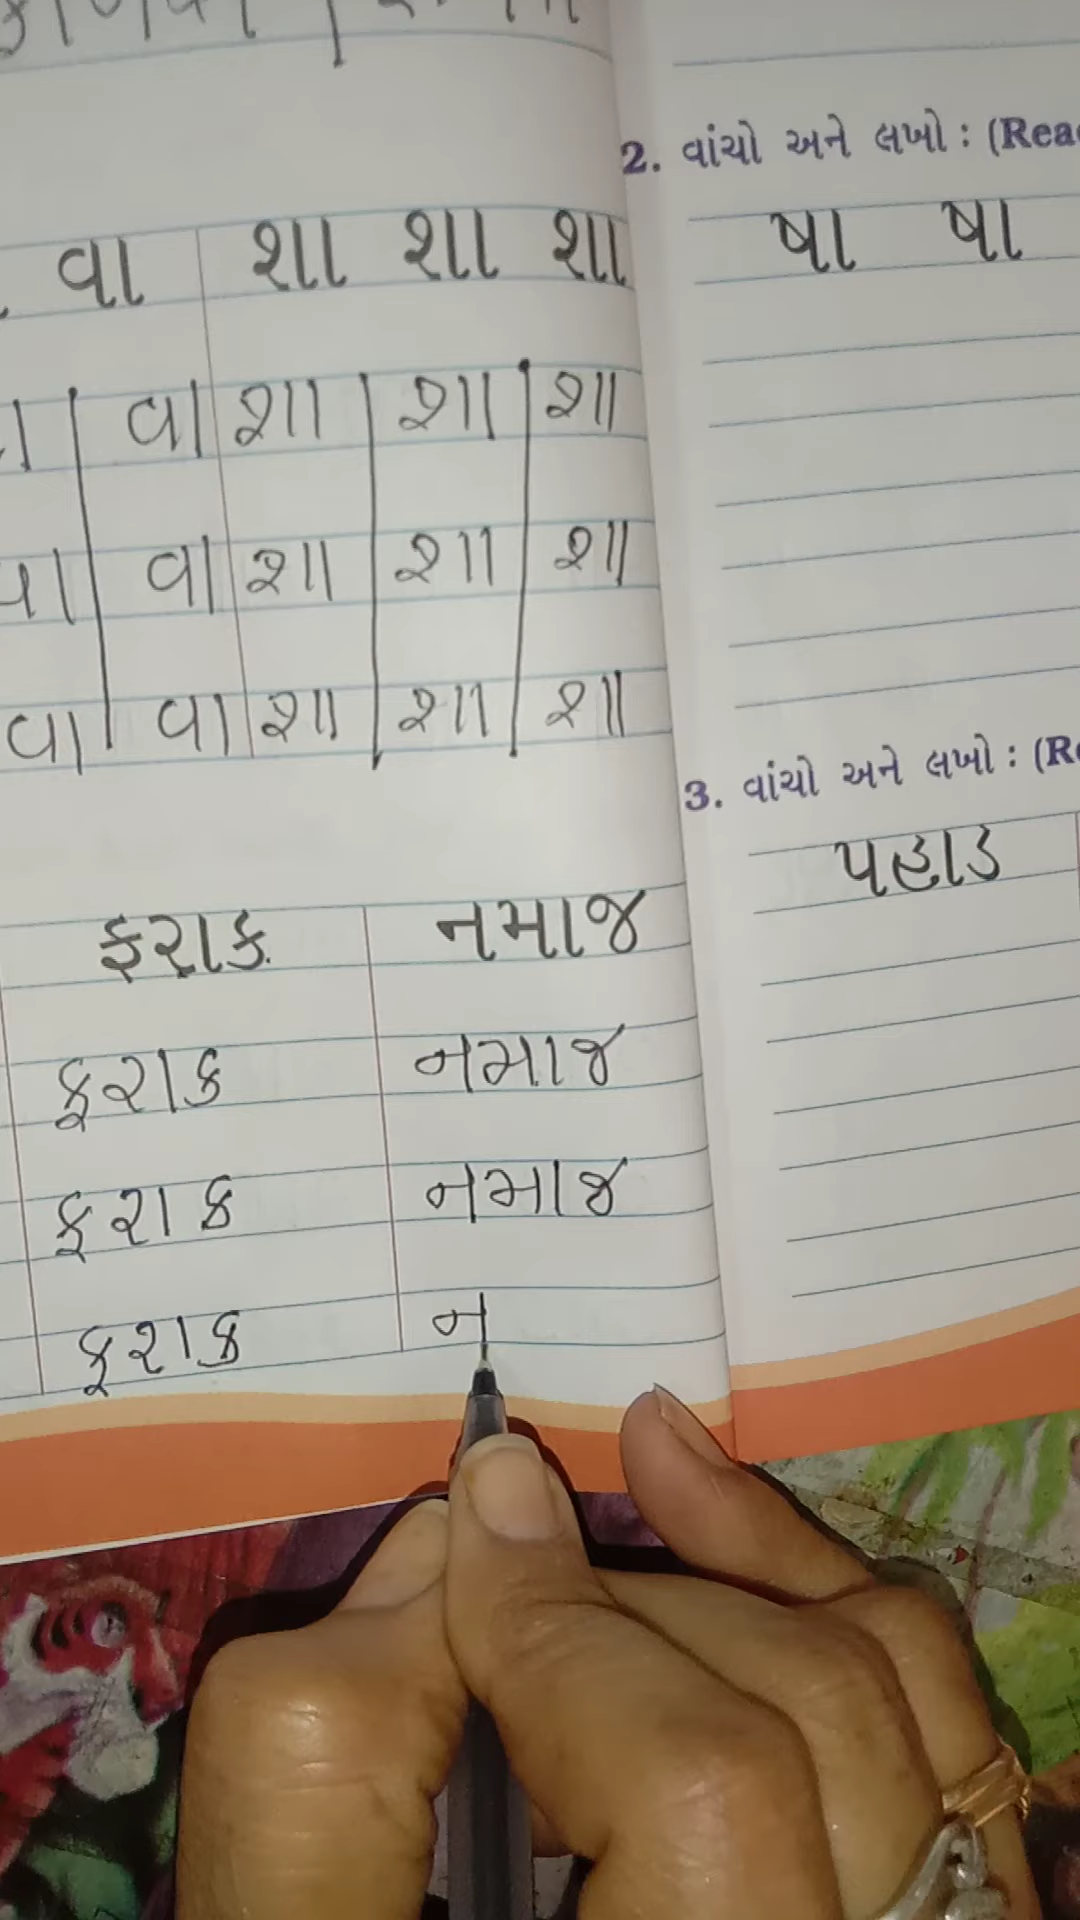 વા શા શા શા
વા શા શા શા
વા શા શા શા
વા વા શા શા શા
ફરાક નમાજ
ફરાક નમાજ
ફરાક નમાજ
ફરાક ન
2. વાંચો અને લખો : (Rea
ષા ષા
3. વાંચો અને લખો : (R
પહાડ